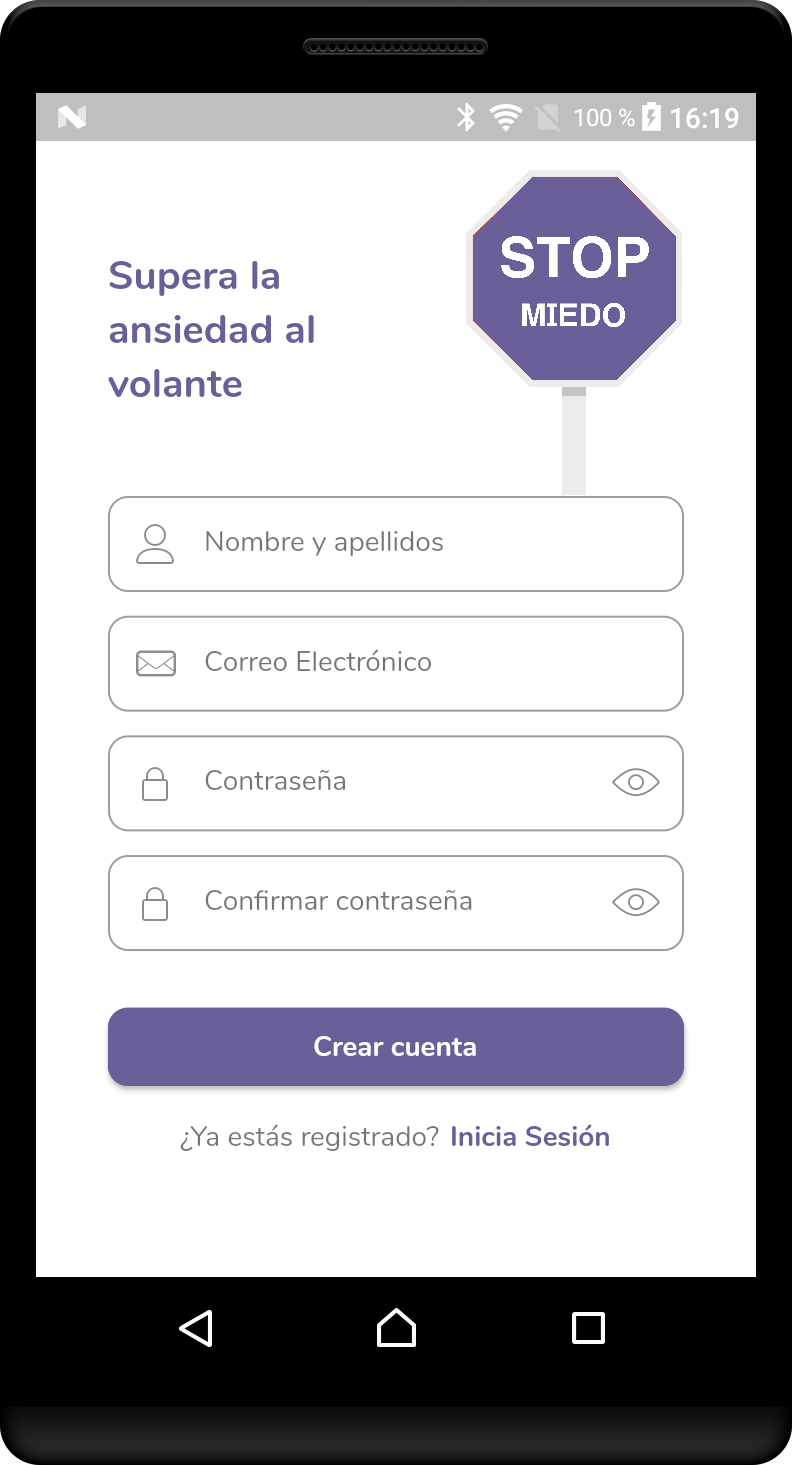 100 % 16:19
STOP
MIEDO
Supera la
ansiedad al
volante
Nombre y apellidos
Correo Electrónico
Contraseña
Confirmar contraseña
Crear cuenta
¿Ya estás registrado? Inicia Sesión